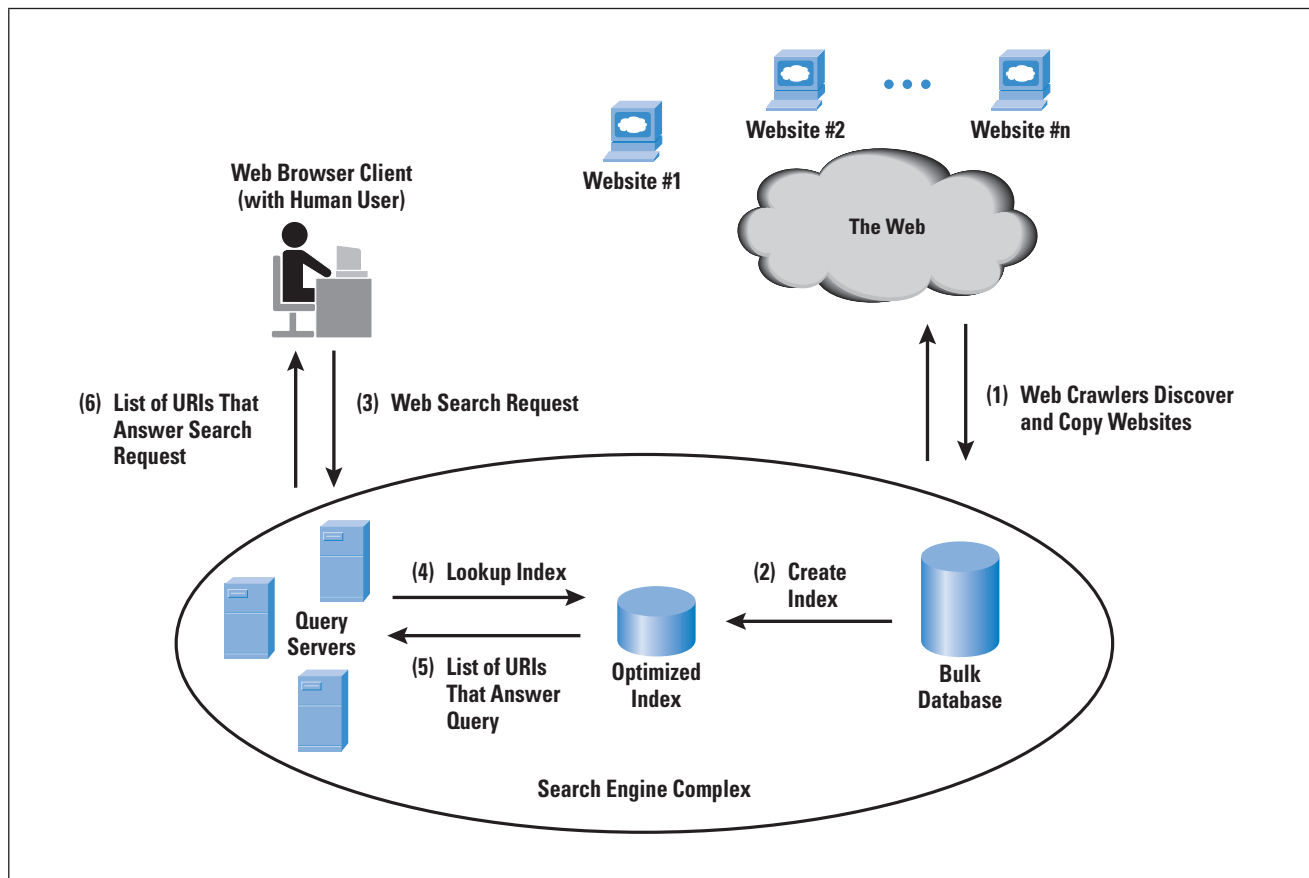 Website #1
Website #2
Website #n
The Web
Web Browser Client
(with Human User)
(6) List of URIs That
Answer Search
Request
(3) Web Search Request
(1) Web Crawlers Discover
and Copy Websites
Query
Servers
(4) Lookup Index
(5) List of URIs
That Answer
Query
Optimized
Index
(2) Create
Index
Bulk
Database
Search Engine Complex